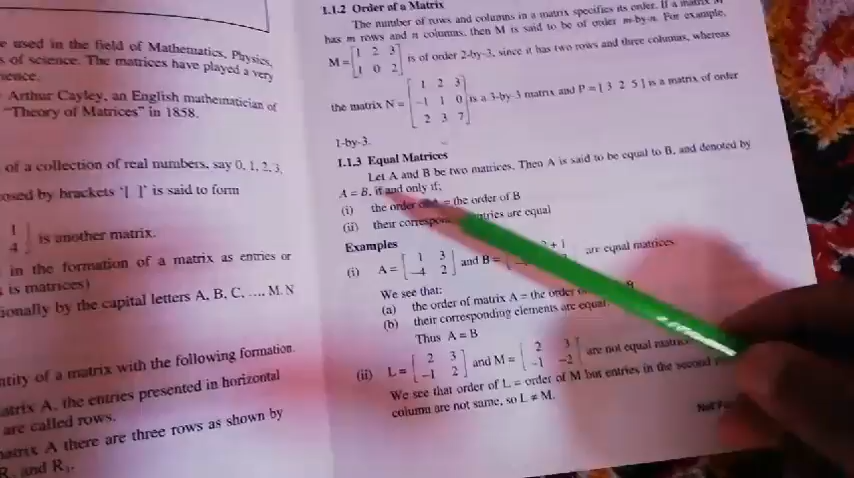 e used in the field of Mathematics, Physics,
s of science. The matrices have played a very
ience.
Arthur Cayley, an English mathematician of
"Theory of Matrices" in 1858.
of a collection of real numbers, say 0, 1, 2, 3,
osed by brackets '[ ]' is said to form
1
4 is another matrix.
in the formation of a matrix as entries or
is matrices)
ionally by the capital letters A, B, C, ..., M, N
ntity of a matrix with the following formation.
atrix A, the entries presented in horizontal
are called rows.
matrix A there are three rows as shown by
R, and R3.
1.1.2 Order of a Matrix
The number of rows and columns in a matrix specifies its order. If a matrix M
has m rows and n columns, then M is said to be of order m-by-n. For example,
M = [1 2 3
1 0 2] is of order 2-by-3, since it has two rows and three columns, whereas
the matrix N = [1 2 3
-1 1 0
2 3 7] is a 3-by-3 matrix and P = [3 2 5] is a matrix of order
1-by-3.
1.1.3 Equal Matrices
Let A and B be two matrices. Then A is said to be equal to B, and denoted by
A = B, if and only if;
(i) the order of = the order of B
(ii) their entries are equal
Examples
(i) A = [1 3
-4 2] and B = + 1 are equal matrices
We see that:
(a) the order of matrix A = the order
(b) their corresponding elements are equal.
Thus A = B
(ii) L = [2 3
-1 2] and M = [2 3
-1 -2] are not equal
We see that order of L = order of M but entries in the second
column are not same, so L ≠ M.
Not